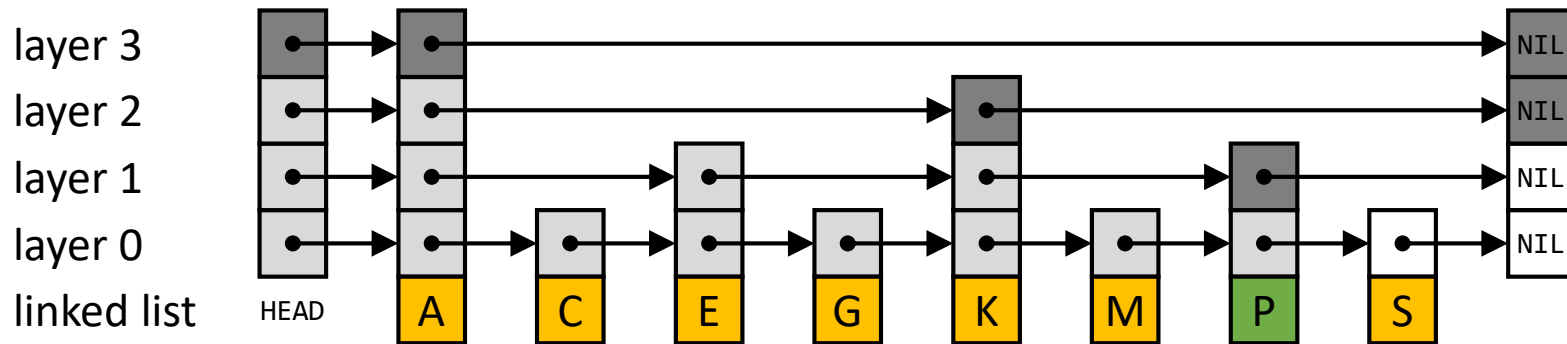 layer 3 NIL
layer 2 NIL
layer 1 NIL
layer 0 NIL
linked list HEAD A C E G K M P S